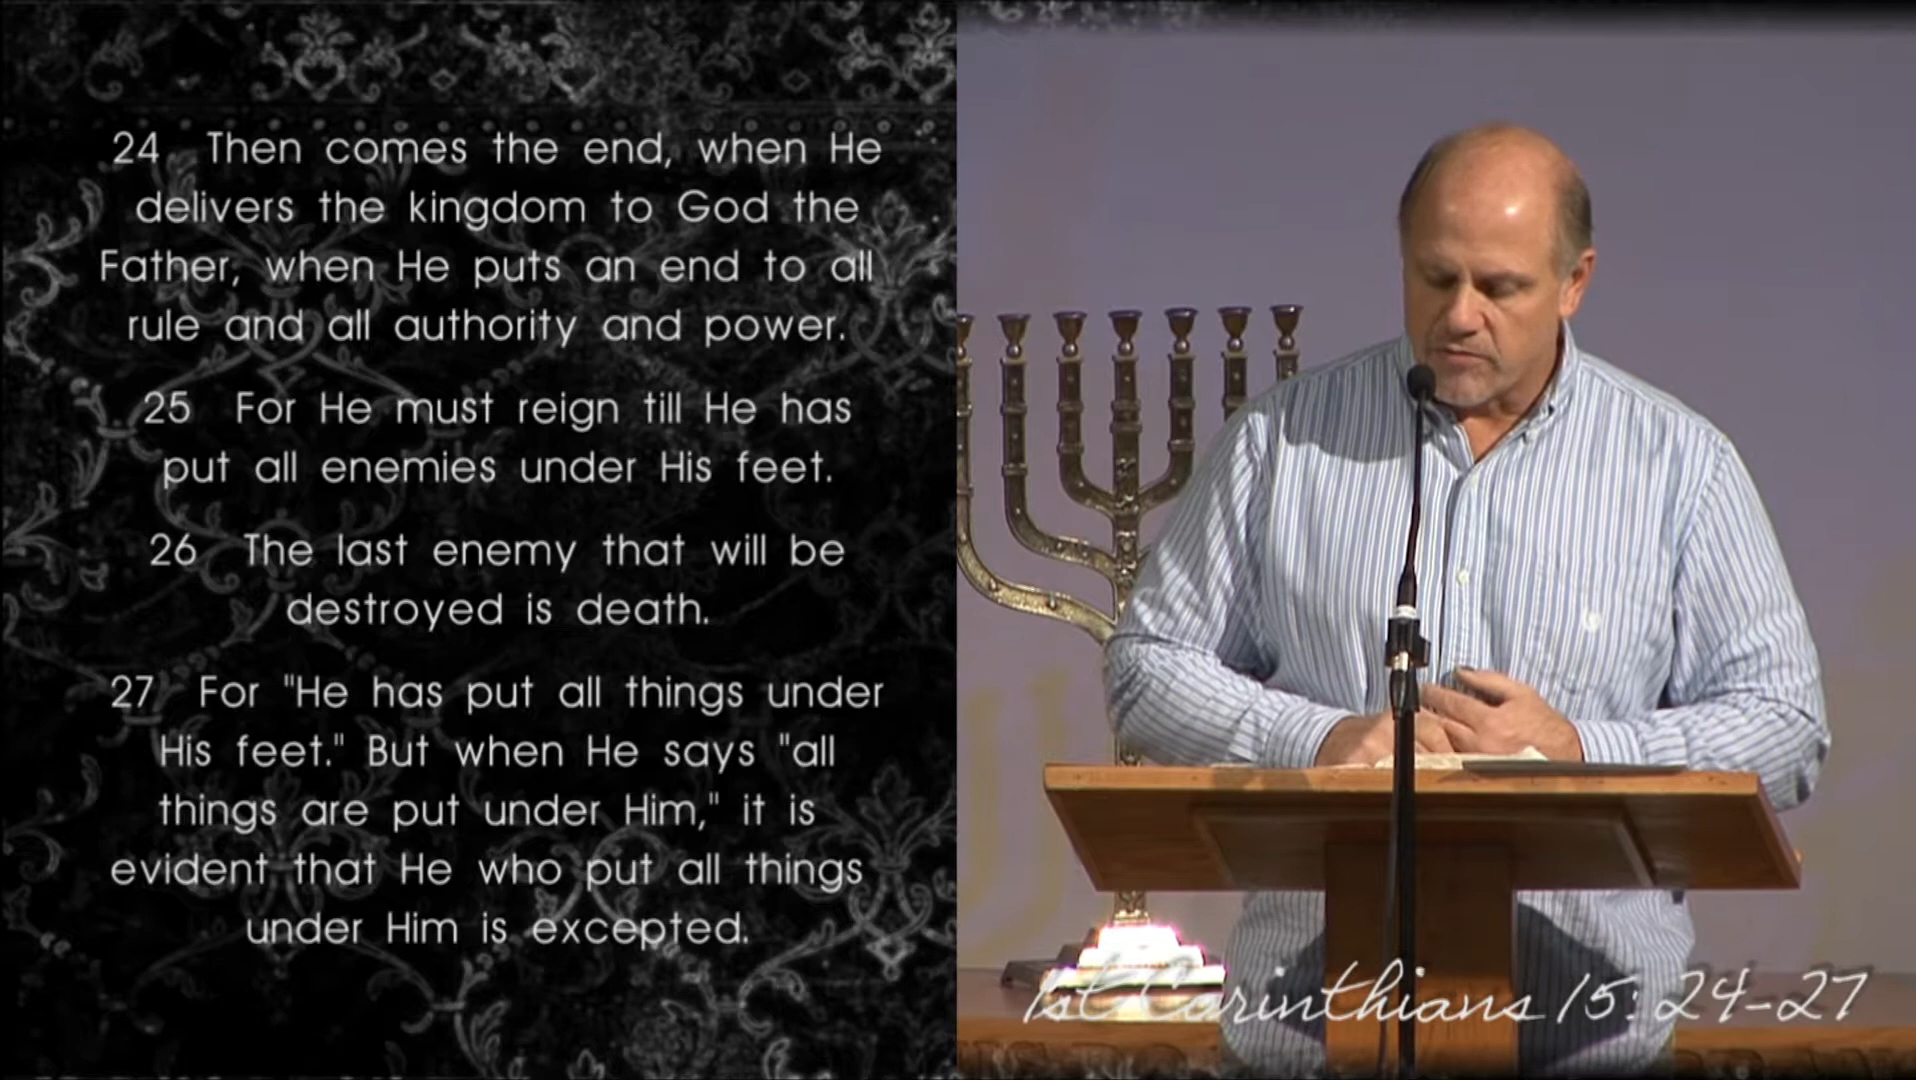 24 Then comes the end, when He
delivers the kingdom to God the
Father, when He puts an end to all
rule and all authority and power.
25 For He must reign till He has
put all enemies under His feet.
26 The last enemy that will be
destroyed is death.
27 For "He has put all things under
His feet." But when He says "all
things are put under Him," it is
evident that He who put all things
under Him is excepted.
1st Corinthians 15: 24-27